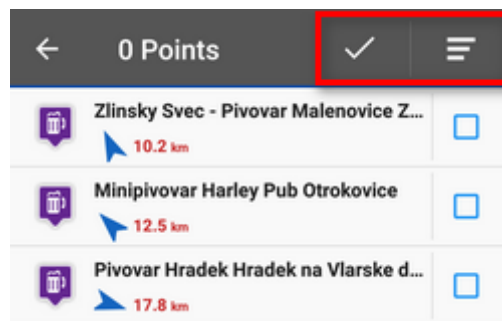 0 Points
Zlinsky Svec - Pivovar Malenovice Z...
10.2 km
Minipivovar Harley Pub Otrokovice
12.5 km
Pivovar Hradek Hradek na Vlarske d...
17.8 km